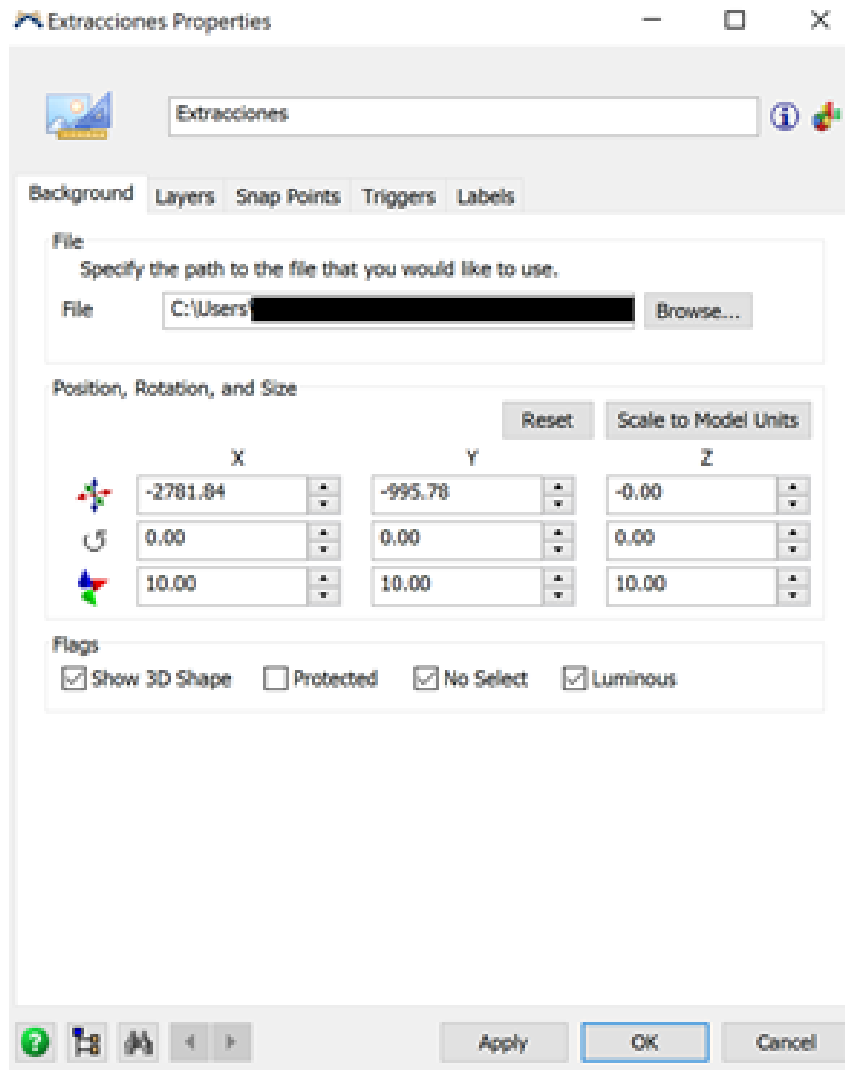 Extracciones Properties
Extracciones
Background Layers Snap Points Triggers Labels
File
Specify the path to the file that you would like to use.
File C:\Users\ Browse...
Position, Rotation, and Size
Reset Scale to Model Units
X Y Z
-2781.84 -995.78 -0.00
0.00 0.00 0.00
10.00 10.00 10.00
Flags
Show 3D Shape Protected No Select Luminous
Apply OK Cancel